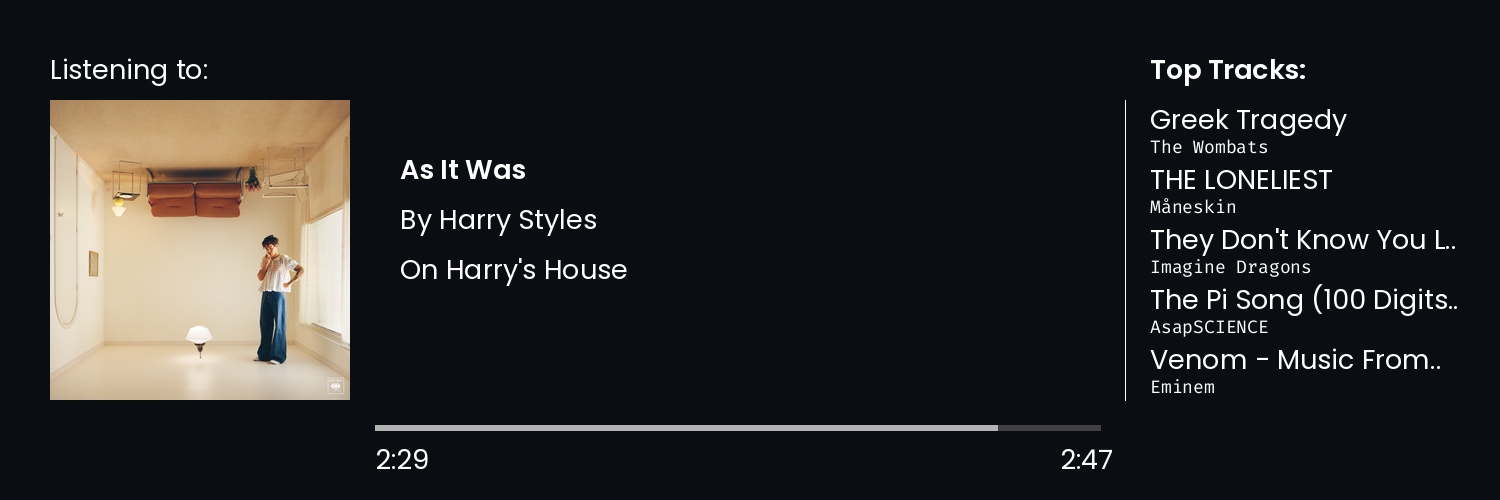 Listening to:
As It Was
By Harry Styles
On Harry's House
2:29
2:47
Top Tracks:
Greek Tragedy
The Wombats
THE LONELIEST
Måneskin
They Don't Know You L..
Imagine Dragons
The Pi Song (100 Digits..
AsapSCIENCE
Venom - Music From..
Eminem